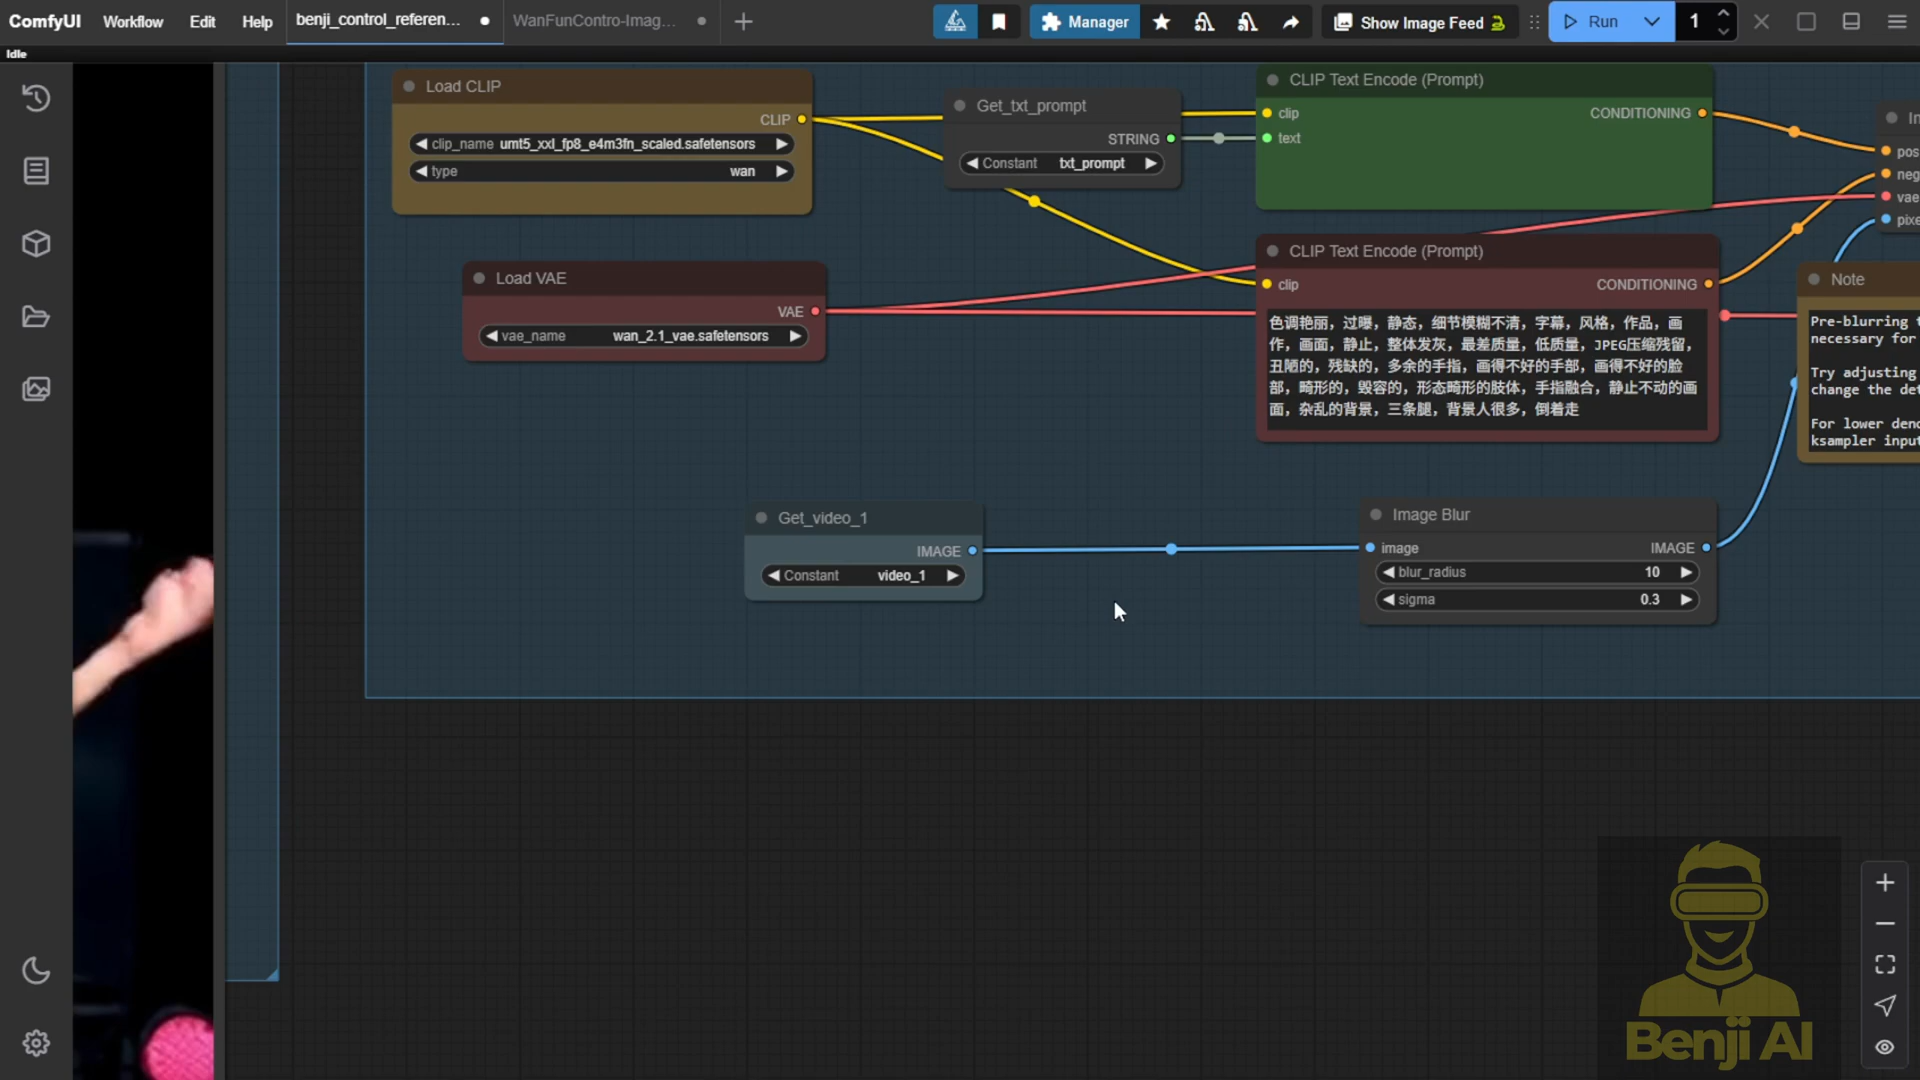 ComfyUI Workflow Edit Help benji_control_referen... WanFunContro-Imag... Manager Show Image Feed Run 1
Idle
Load CLIP
CLIP
clip_name umt5_xxl_fp8_e4m3fn_scaled.safetensors
type wan
Get_txt_prompt
STRING
Constant txt_prompt
CLIP Text Encode (Prompt)
clip CONDITIONING
text
Load VAE
VAE
vae_name wan_2.1_vae.safetensors
CLIP Text Encode (Prompt)
clip CONDITIONING
色调艳丽，过曝，静态，细节模糊不清，字幕，风格，作品，画
作，画面，静止，整体发灰，最差质量，低质量，JPEG压缩残留，
丑陋的，残缺的，多余的手指，画得不好的手部，画得不好的脸
部，畸形的，毁容的，形态畸形的肢体，手指融合，静止不动的画
面，杂乱的背景，三条腿，背景人很多，倒着走
In
pos
neg
vae
pixe
Note
Pre-blurring t
necessary for
Try adjusting
change the det
For lower deno
ksampler input
Get_video_1
IMAGE
Constant video_1
Image Blur
image IMAGE
blur_radius 10
sigma 0.3
Benji AI